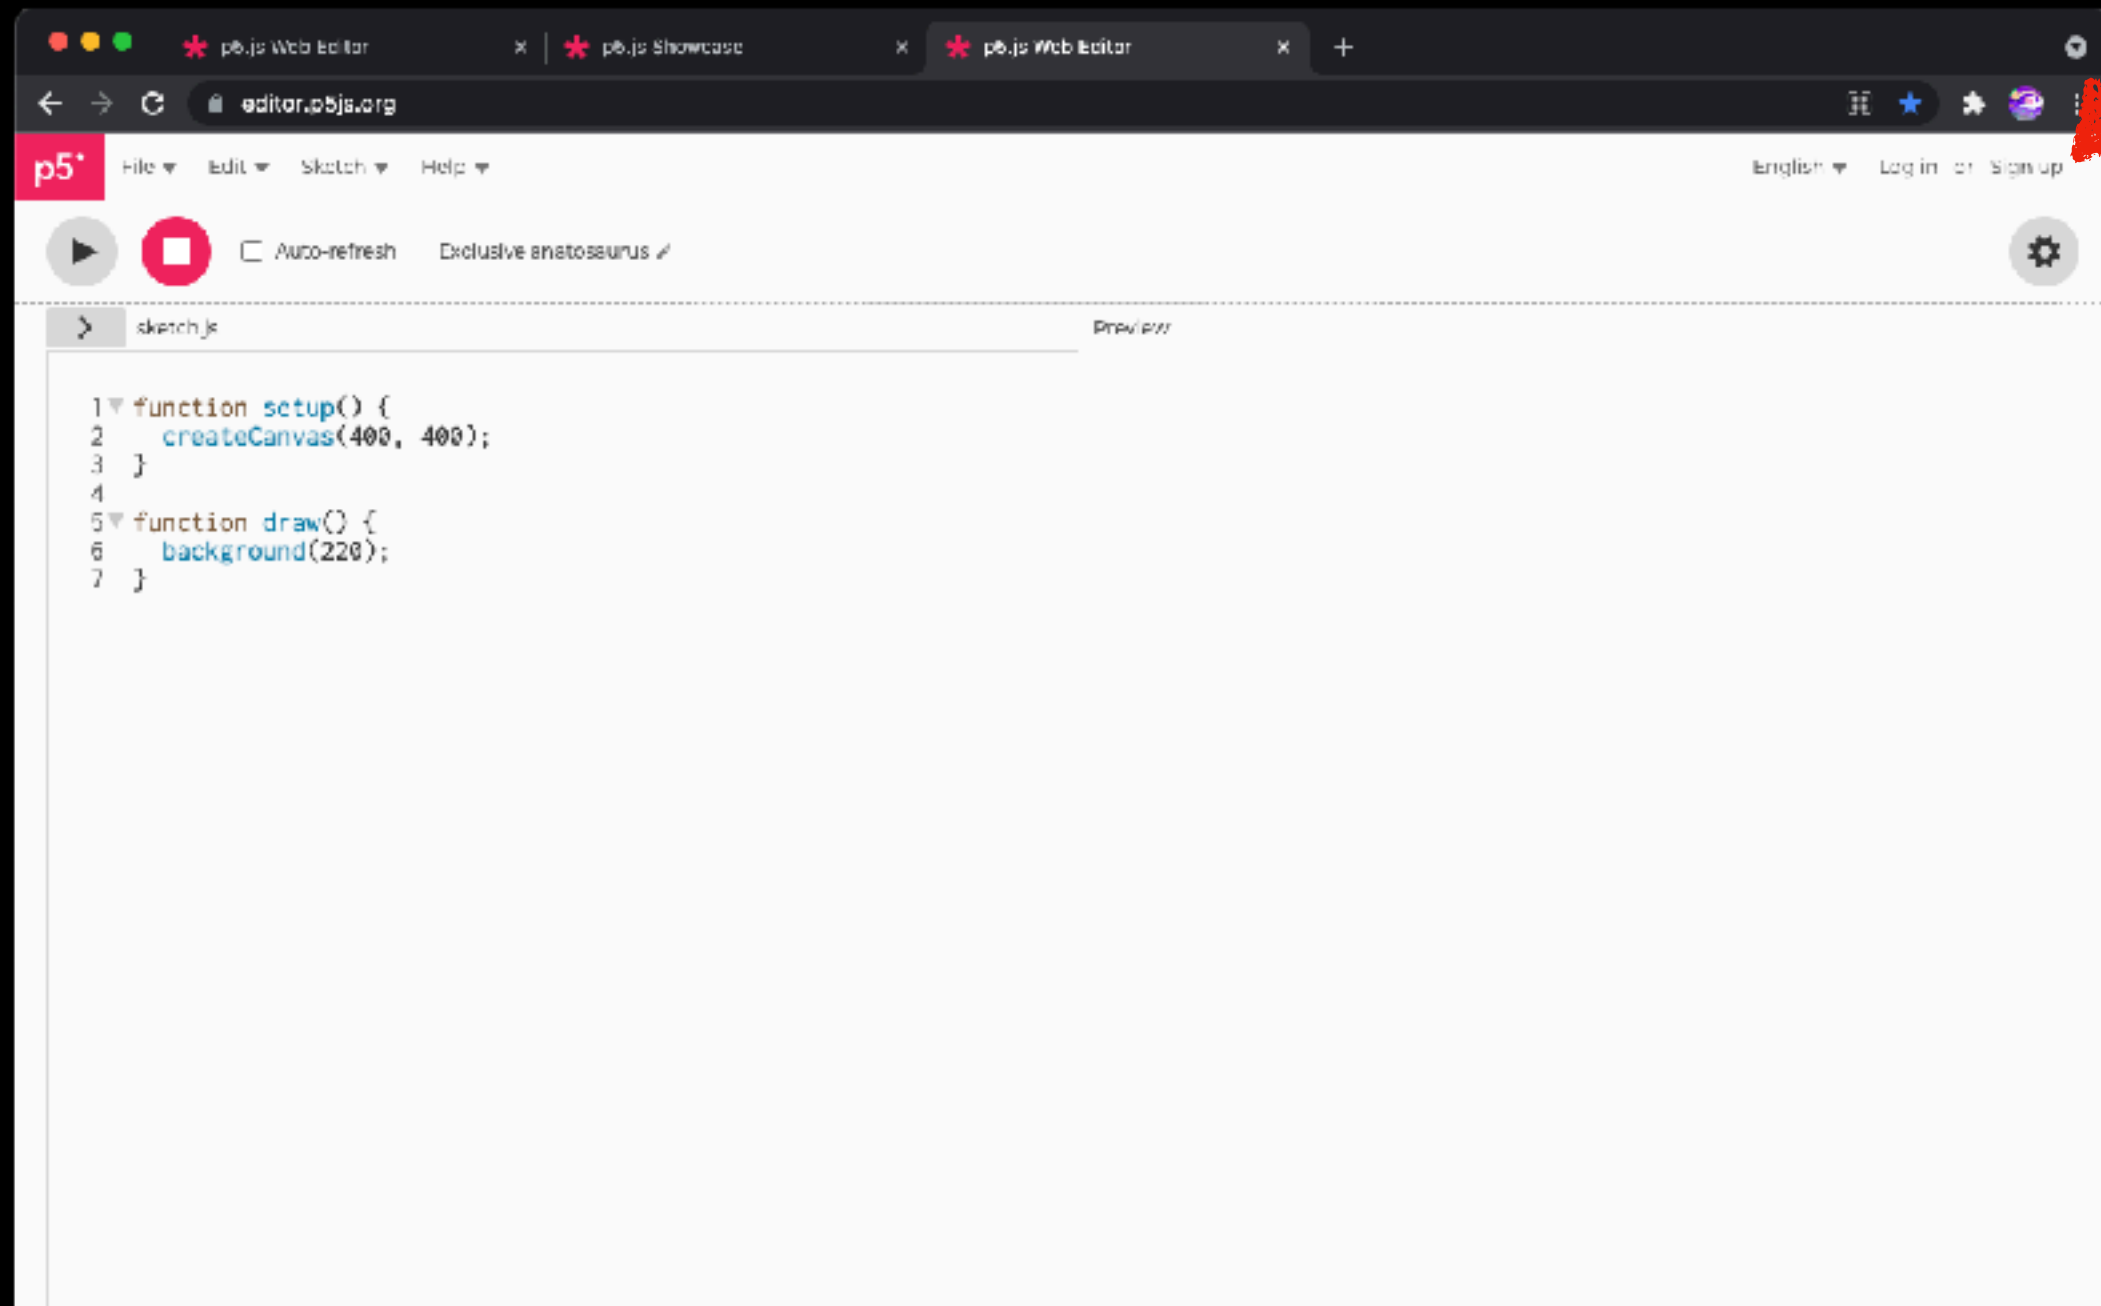 p5.js Web Editor
p5.js Showcase
p5.js Web Editor
editor.p5js.org
p5* File Edit Sketch Help English Log in or Sign up
Auto-refresh Exclusive anatosaurus
sketch.js Preview
1 function setup() {
2 createCanvas(400, 400);
3 }
4
5 function draw() {
6 background(220);
7 }